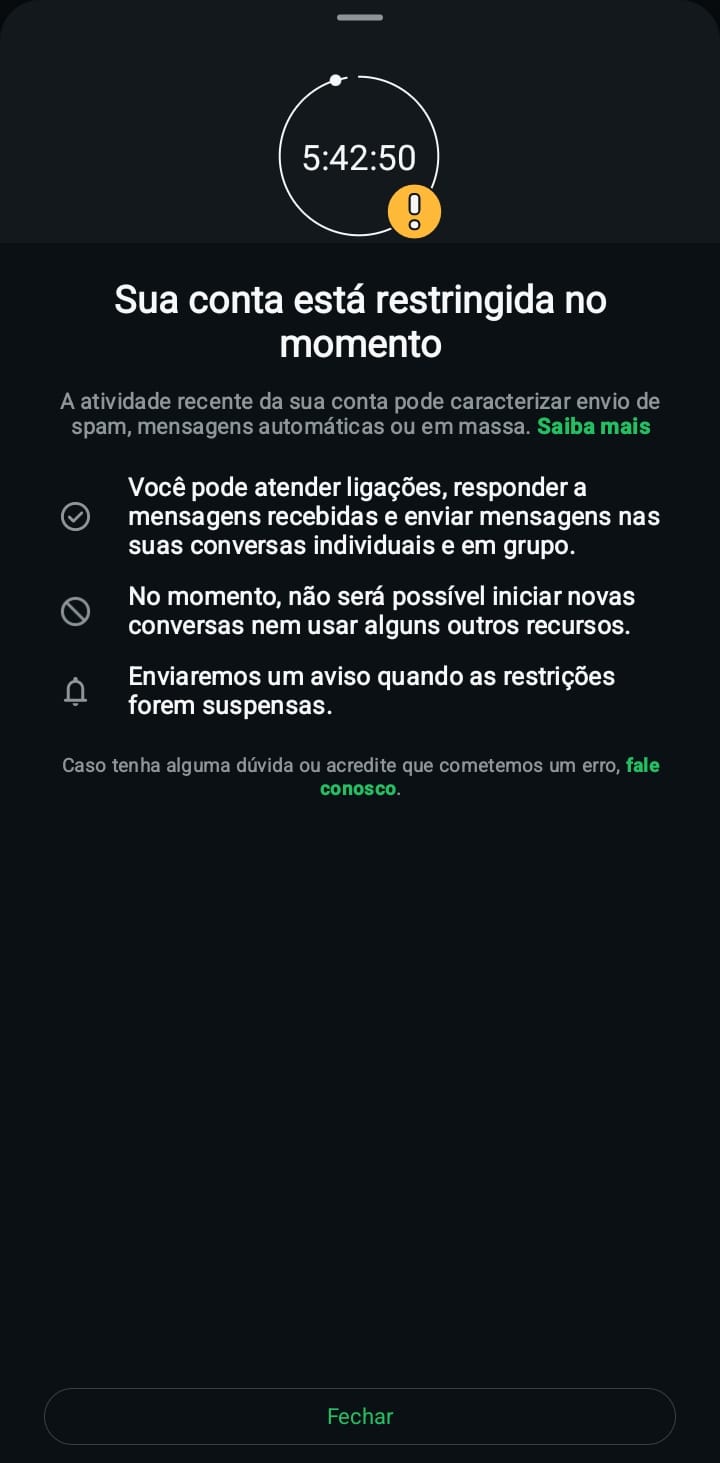 5:42:50
Sua conta está restringida no
momento
A atividade recente da sua conta pode caracterizar envio de
spam, mensagens automáticas ou em massa. Saiba mais
Você pode atender ligações, responder a
mensagens recebidas e enviar mensagens nas
suas conversas individuais e em grupo.
No momento, não será possível iniciar novas
conversas nem usar alguns outros recursos.
Enviaremos um aviso quando as restrições
forem suspensas.
Caso tenha alguma dúvida ou acredite que cometemos um erro, fale
conosco.
Fechar